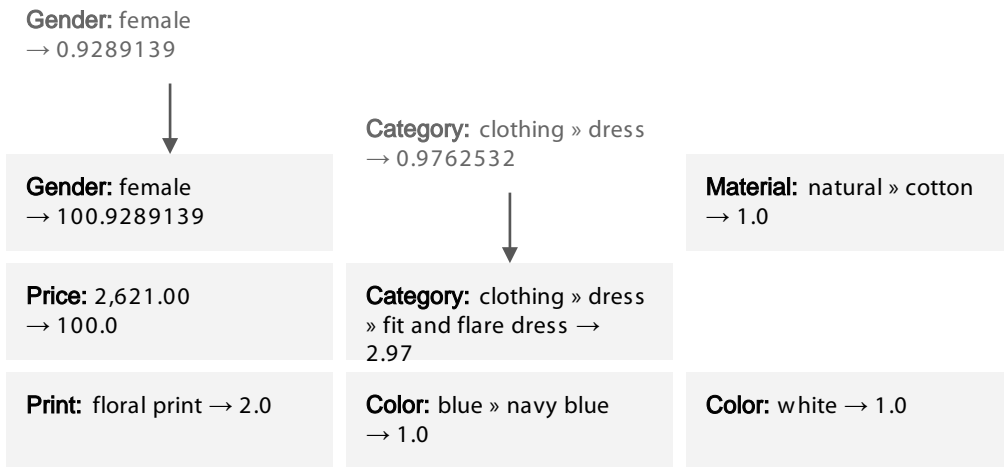 Gender: female
→ 0.9289139
Category: clothing » dress
→ 0.9762532
Gender: female
→ 100.9289139
Material: natural » cotton
→ 1.0
Price: 2,621.00
→ 100.0
Category: clothing » dress
» fit and flare dress →
2.97
Print: floral print → 2.0
Color: blue » navy blue
→ 1.0
Color: white → 1.0